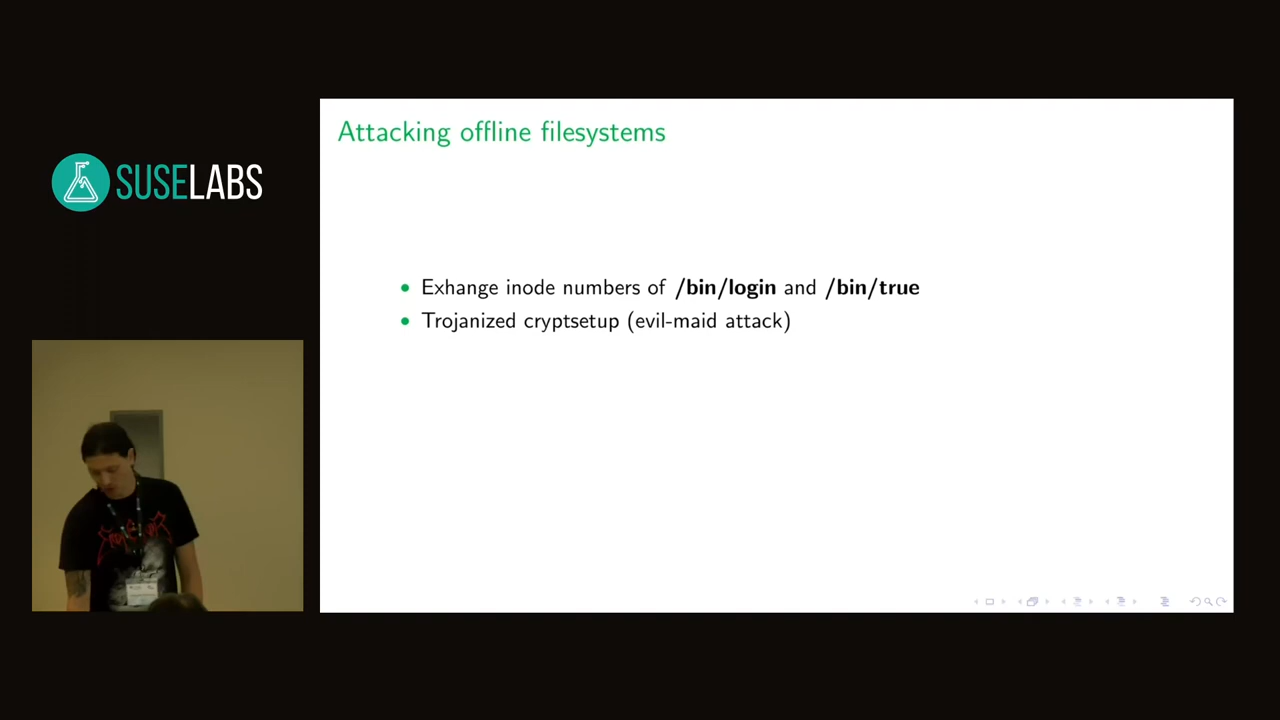 Attacking offline filesystems
SUSELABS
• Exhange inode numbers of /bin/login and /bin/true
• Trojanized cryptsetup (evil-maid attack)